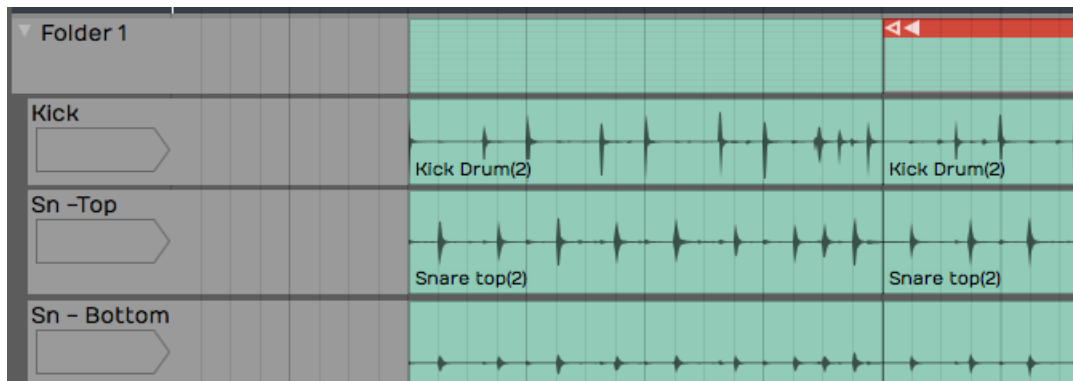 Folder 1
Kick
Kick Drum(2)
Kick Drum(2)
Sn -Top
Snare top(2)
Snare top(2)
Sn - Bottom